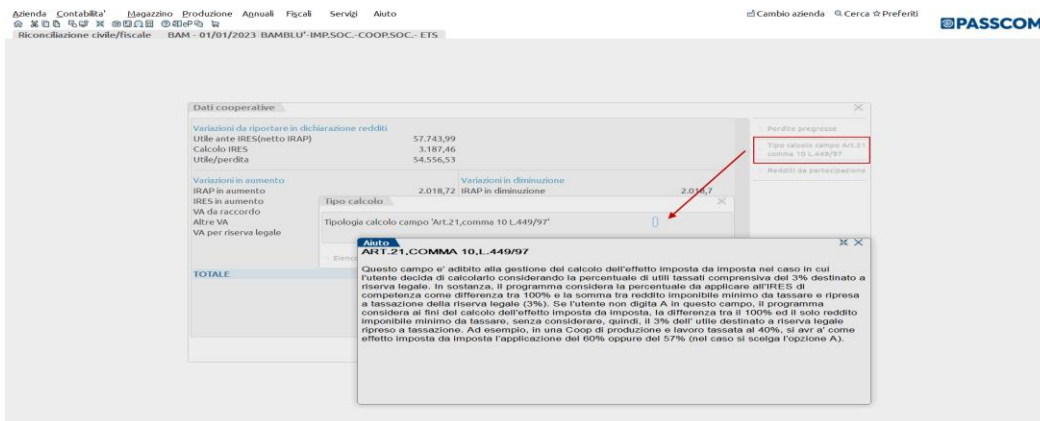 Azienda Contabilita' Magazzino Produzione Annuali Fiscali Servizi Aiuto
Cambio azienda Cerca Preferiti
PASSCOM
Riconciliazione civile/fiscale BAM - 01/01/2023 BAMBLU'-IMP.SOC.-COOP.SOC.- ETS
Dati cooperative
Variazioni da riportare in dichiarazione redditi
Utile ante IRES(netto IRAP) 57.743,99
Calcolo IRES 3.187,46
Utile/perdita 54.556,53
Perdite pregresse
Tipo calcolo campo Art.21
comma 10 L.449/97
Redditi da partecipazione
Variazioni in aumento Variazioni in diminuzione
IRAP in aumento 2.018,72 IRAP in diminuzione 2.018,7
IRES in aumento
VA da raccordo
Altre VA
VA per riserva legale
TOTALE
Tipo calcolo
Tipologia calcolo campo 'Art.21,comma 10 L.449/97'
Elenco
Aiuto
ART.21,COMMA 10,L.449/97
Questo campo e' adibito alla gestione del calcolo dell'effetto imposta da imposta nel caso in cui
l'utente decida di calcolarlo considerando la percentuale di utili tassati comprensiva del 3% destinato a
riserva legale. In sostanza, il programma considera la percentuale da applicare all'IRES di
competenza come differenza tra 100% e la somma tra reddito imponibile minimo da tassare e ripresa
a tassazione della riserva legale (3%). Se l'utente non digita A in questo campo, il programma
considera ai fini del calcolo dell'effetto imposta da imposta, la differenza tra il 100% ed il solo reddito
imponibile minimo da tassare, senza considerare, quindi, il 3% dell' utile destinato a riserva legale
ripreso a tassazione. Ad esempio, in una Coop di produzione e lavoro tassata al 40%, si avr a' come
effetto imposta da imposta l'applicazione del 60% oppure del 57% (nel caso si scelga l'opzione A).